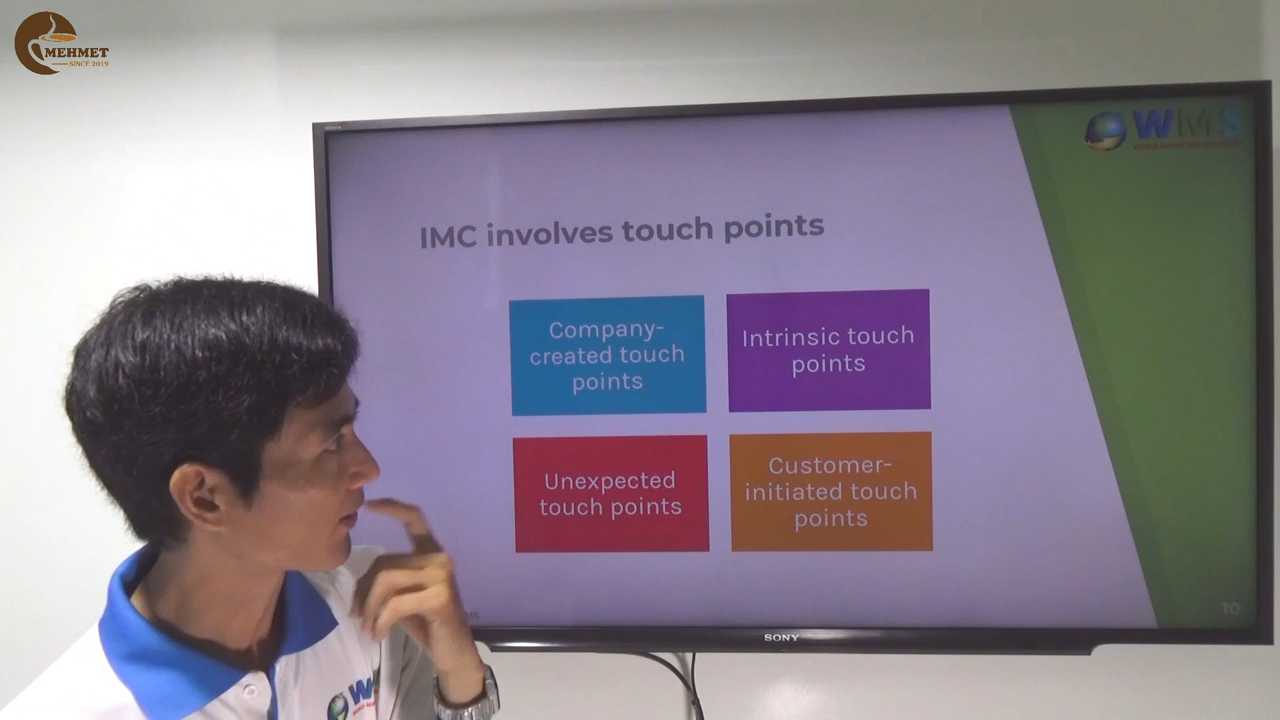 MEHMET
SINCE 2019
WMS
IMC involves touch points
Company-
created touch
points
Intrinsic touch
points
Unexpected
touch points
Customer-
initiated touch
points
10
SONY